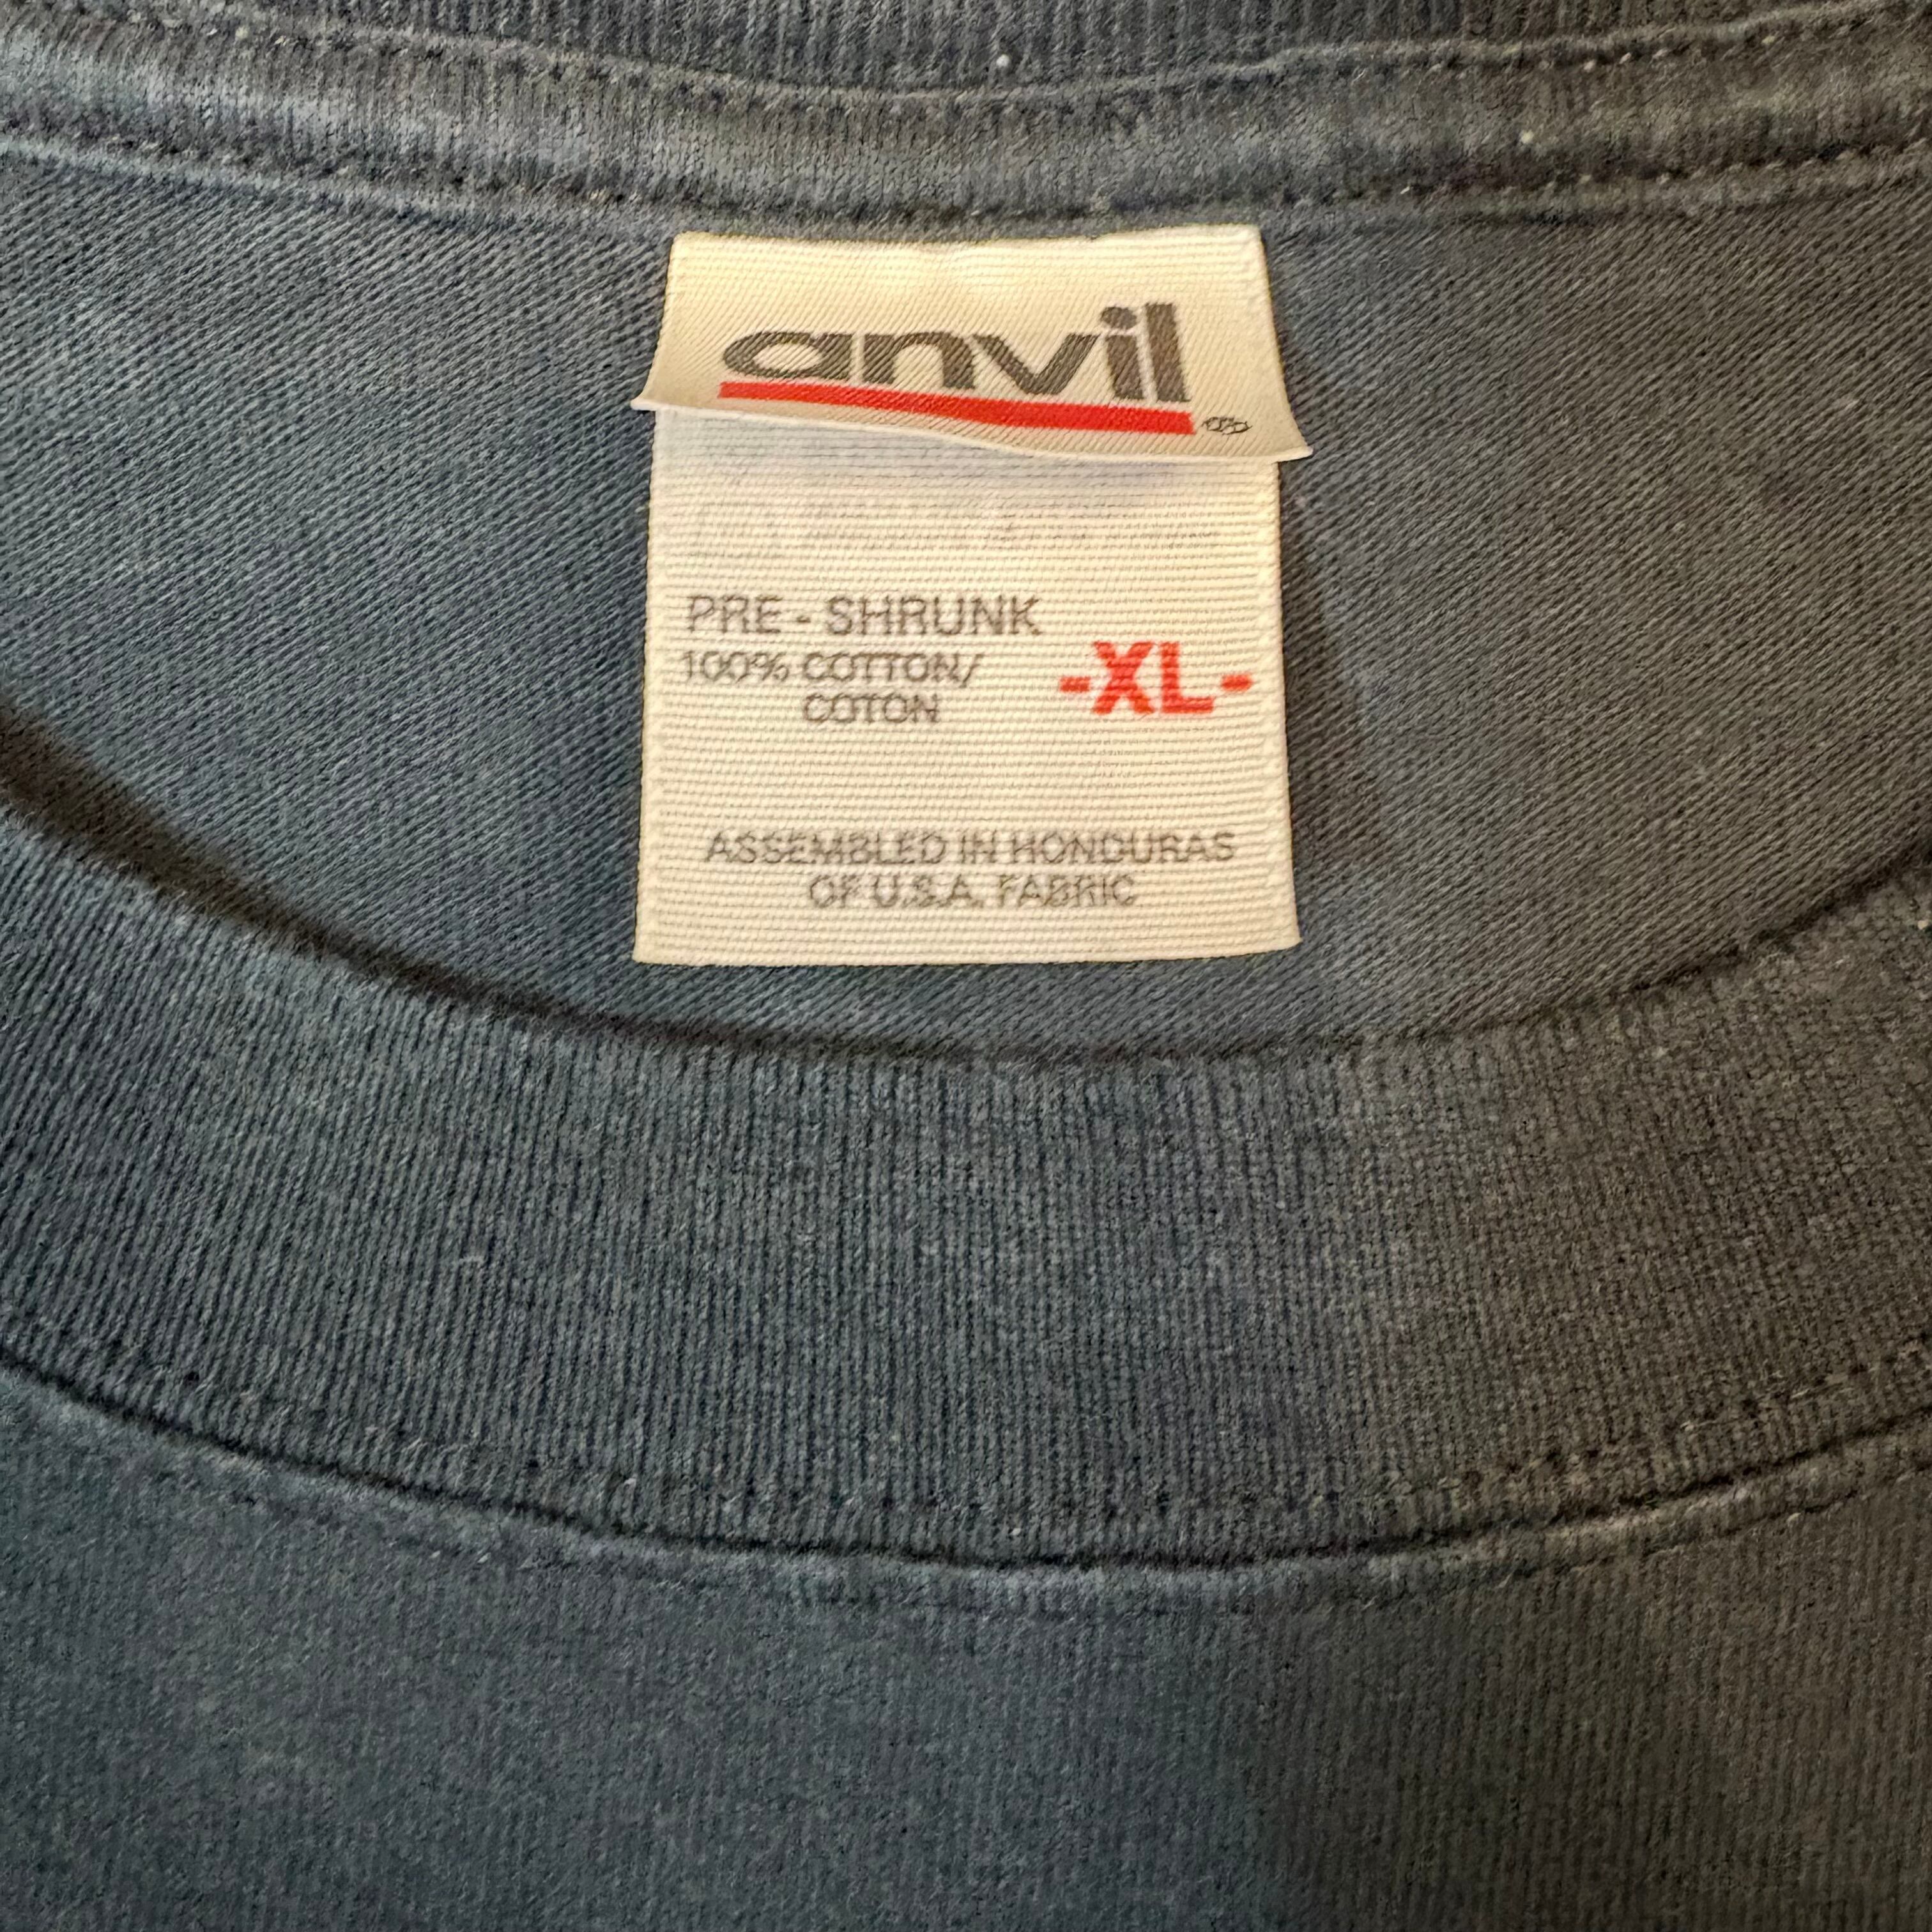 anvil®
PRE - SHRUNK
100% COTTON/
COTON
-XL-
ASSEMBLED IN HONDURAS
OF U.S.A. FABRIC